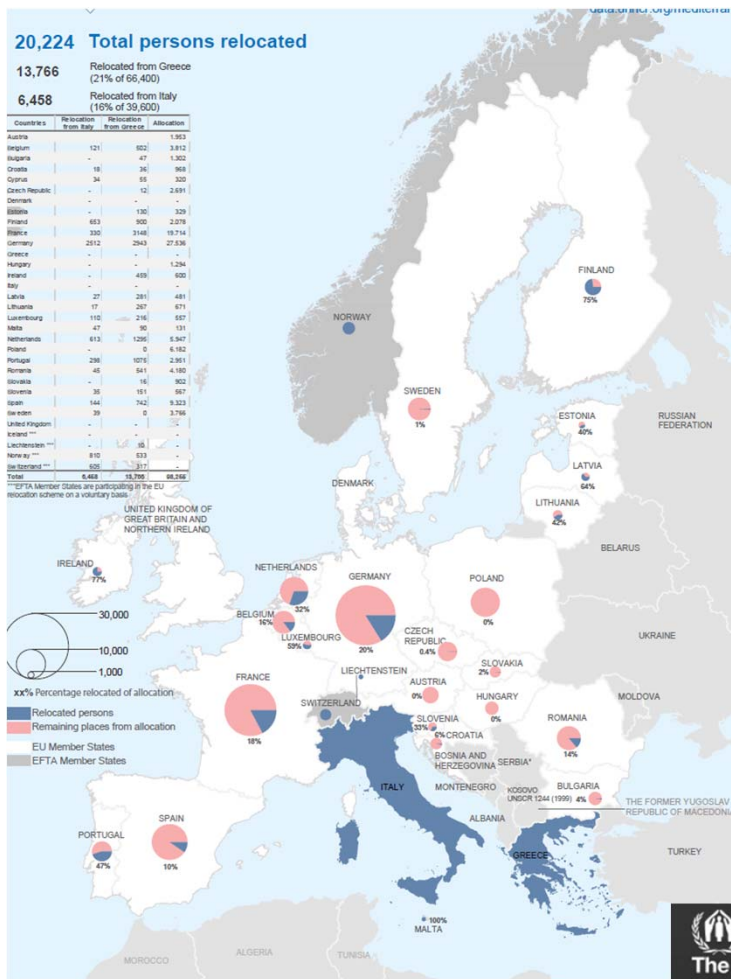 data.unhcr.org/mediterran
20,224 Total persons relocated
13,766 Relocated from Greece
(21% of 66,400)
6,458 Relocated from Italy
(16% of 39,600)
Countries Relocation from Italy Relocation from Greece Allocation
Austria 1.953
Belgium 121 502 3.812
Bulgaria - 47 1.302
Croatia 18 36 968
Cyprus 34 55 320
Czech Republic - 12 2.691
Denmark - - -
Estonia - 130 329
Finland 653 900 2.078
France 330 3148 19.714
Germany 2512 2943 27.536
Greece - - -
Hungary - - 1.294
Ireland - 459 600
Italy - - -
Latvia 27 281 481
Lithuania 17 267 671
Luxembourg 110 216 557
Malta 47 90 131
Netherlands 613 1295 5.947
Poland - 0 6.182
Portugal 298 1075 2.951
Romania 45 541 4.180
Slovakia - 16 902
Slovenia 35 151 567
Spain 144 742 9.323
Sweden 39 0 3.766
United Kingdom - - -
Iceland *** - - -
Liechtenstein *** - 10 -
Norway *** 810 533 -
Switzerland *** 605 317 -
Total 6,458 13,766 98,255
***EFTA Member States are participating in the EU
relocation scheme on a voluntary basis
FINLAND
75%
NORWAY
SWEDEN
1%
ESTONIA
40%
RUSSIAN
FEDERATION
LATVIA
64%
DENMARK
LITHUANIA
42%
UNITED KINGDOM OF
GREAT BRITAIN AND
NORTHERN IRELAND
BELARUS
IRELAND
77%
NETHERLANDS
32%
GERMANY
20%
POLAND
0%
BELGIUM
16%
LUXEMBOURG
59%
CZECH
REPUBLIC
0.4%
UKRAINE
30,000
10,000
1,000
SLOVAKIA
2%
LIECHTENSTEIN
AUSTRIA
0%
MOLDOVA
FRANCE
18%
SWITZERLAND
HUNGARY
0%
xx% Percentage relocated of allocation
Relocated persons
Remaining places from allocation
EU Member States
EFTA Member States
SLOVENIA
33%
6%
CROATIA
ROMANIA
14%
BOSNIA AND
HERZEGOVINA
SERBIA*
ITALY
MONTENEGRO
KOSOVO
UNSCR 1244 (1999)
BULGARIA
4%
THE FORMER YUGOSLAV
REPUBLIC OF MACEDONI
ALBANIA
SPAIN
10%
PORTUGAL
47%
GREECE
TURKEY
100%
MALTA
MOROCCO
ALGERIA
TUNISIA
The